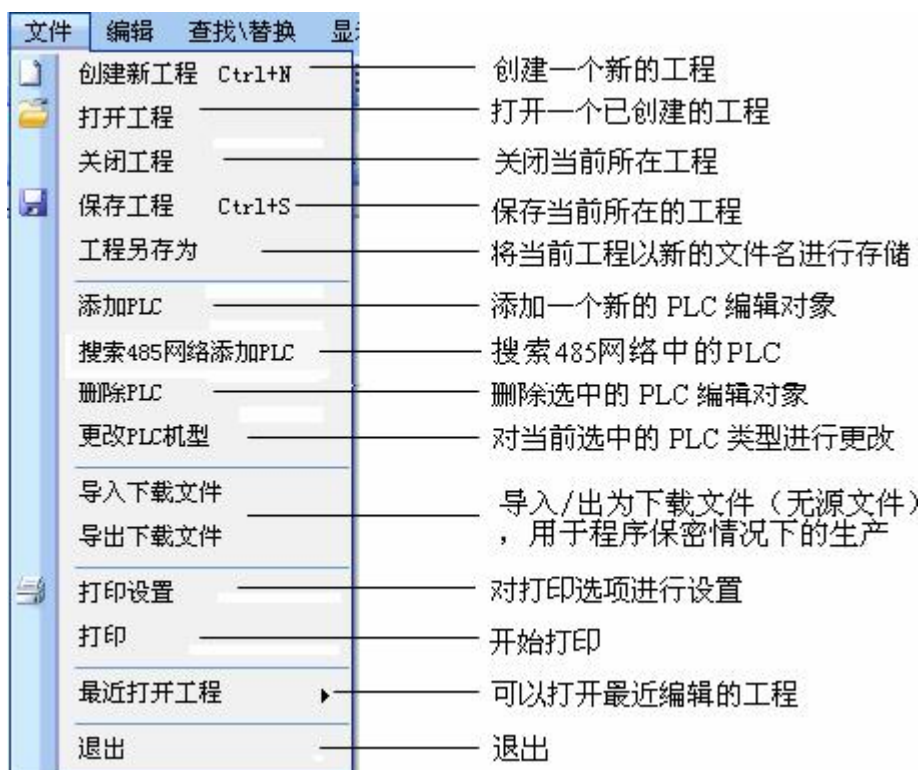 文件 编辑 查找\替换 显
创建新工程 Ctrl+N 创建一个新的工程
打开工程 打开一个已创建的工程
关闭工程 关闭当前所在工程
保存工程 Ctrl+S 保存当前所在的工程
工程另存为 将当前工程以新的文件名进行存储
添加PLC 添加一个新的 PLC 编辑对象
搜索485网络添加PLC 搜索485网络中的PLC
删除PLC 删除选中的 PLC 编辑对象
更改PLC机型 对当前选中的 PLC 类型进行更改
导入下载文件 导入/出为下载文件（无源文件）
导出下载文件 ，用于程序保密情况下的生产
打印设置 对打印选项进行设置
打印 开始打印
最近打开工程 可以打开最近编辑的工程
退出 退出